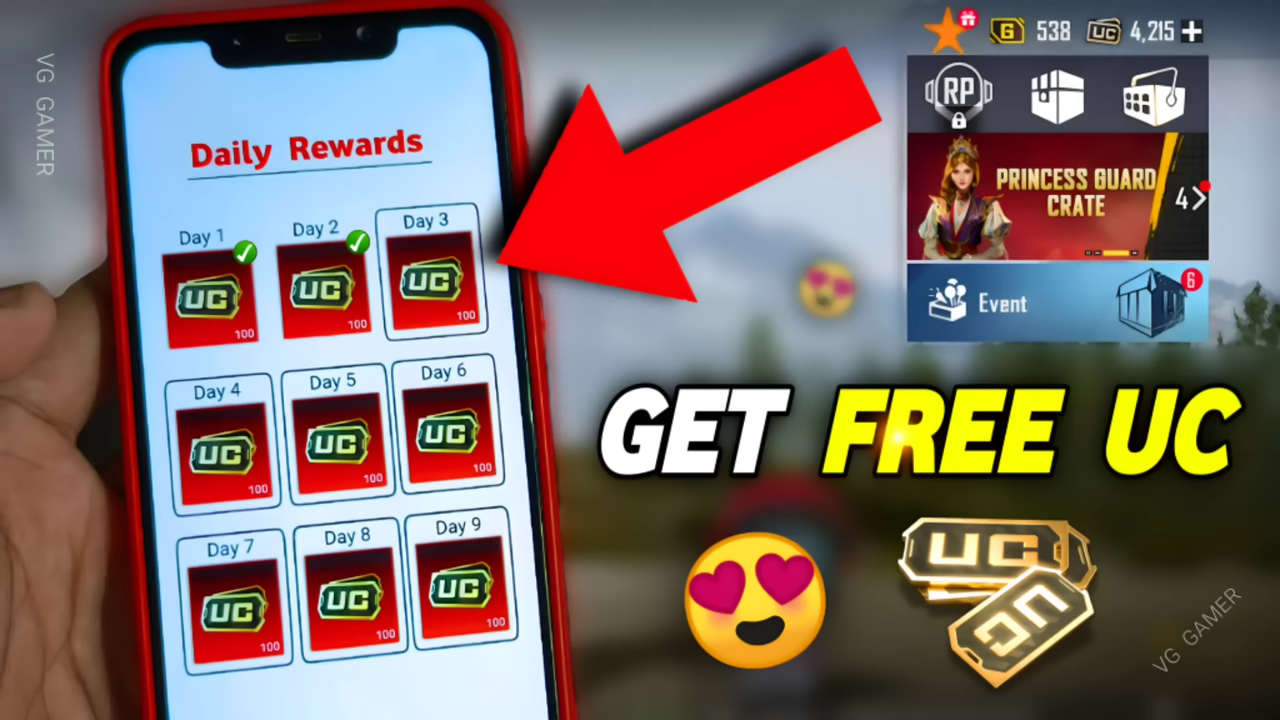 VG GAMER
Daily Rewards
Day 1
Day 2
Day 3
UC
UC
UC
100
100
100
Day 4
Day 5
Day 6
UC
UC
UC
100
100
100
Day 7
Day 8
Day 9
UC
UC
UC
100
100
100
G 538 UC 4,215 +
RP
PRINCESS GUARD
CRATE
4
Event
6
GET FREE UC
UC
UC
VG GAMER